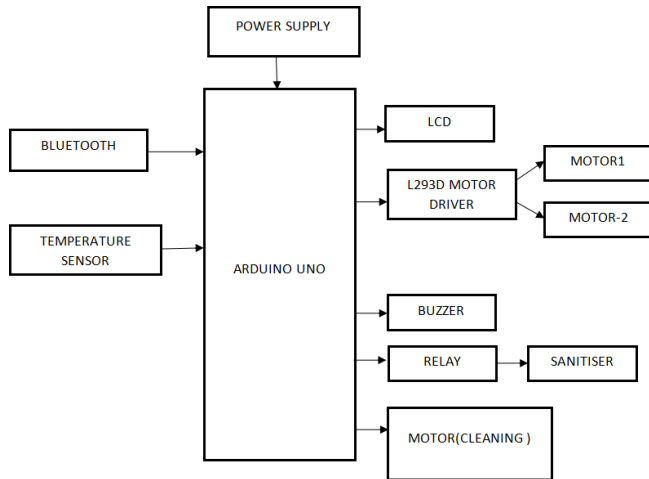 POWER SUPPLY
LCD
BLUETOOTH
MOTOR1
L293D MOTOR
DRIVER
MOTOR-2
TEMPERATURE
SENSOR
ARDUINO UNO
BUZZER
RELAY
SANITISER
MOTOR(CLEANING )